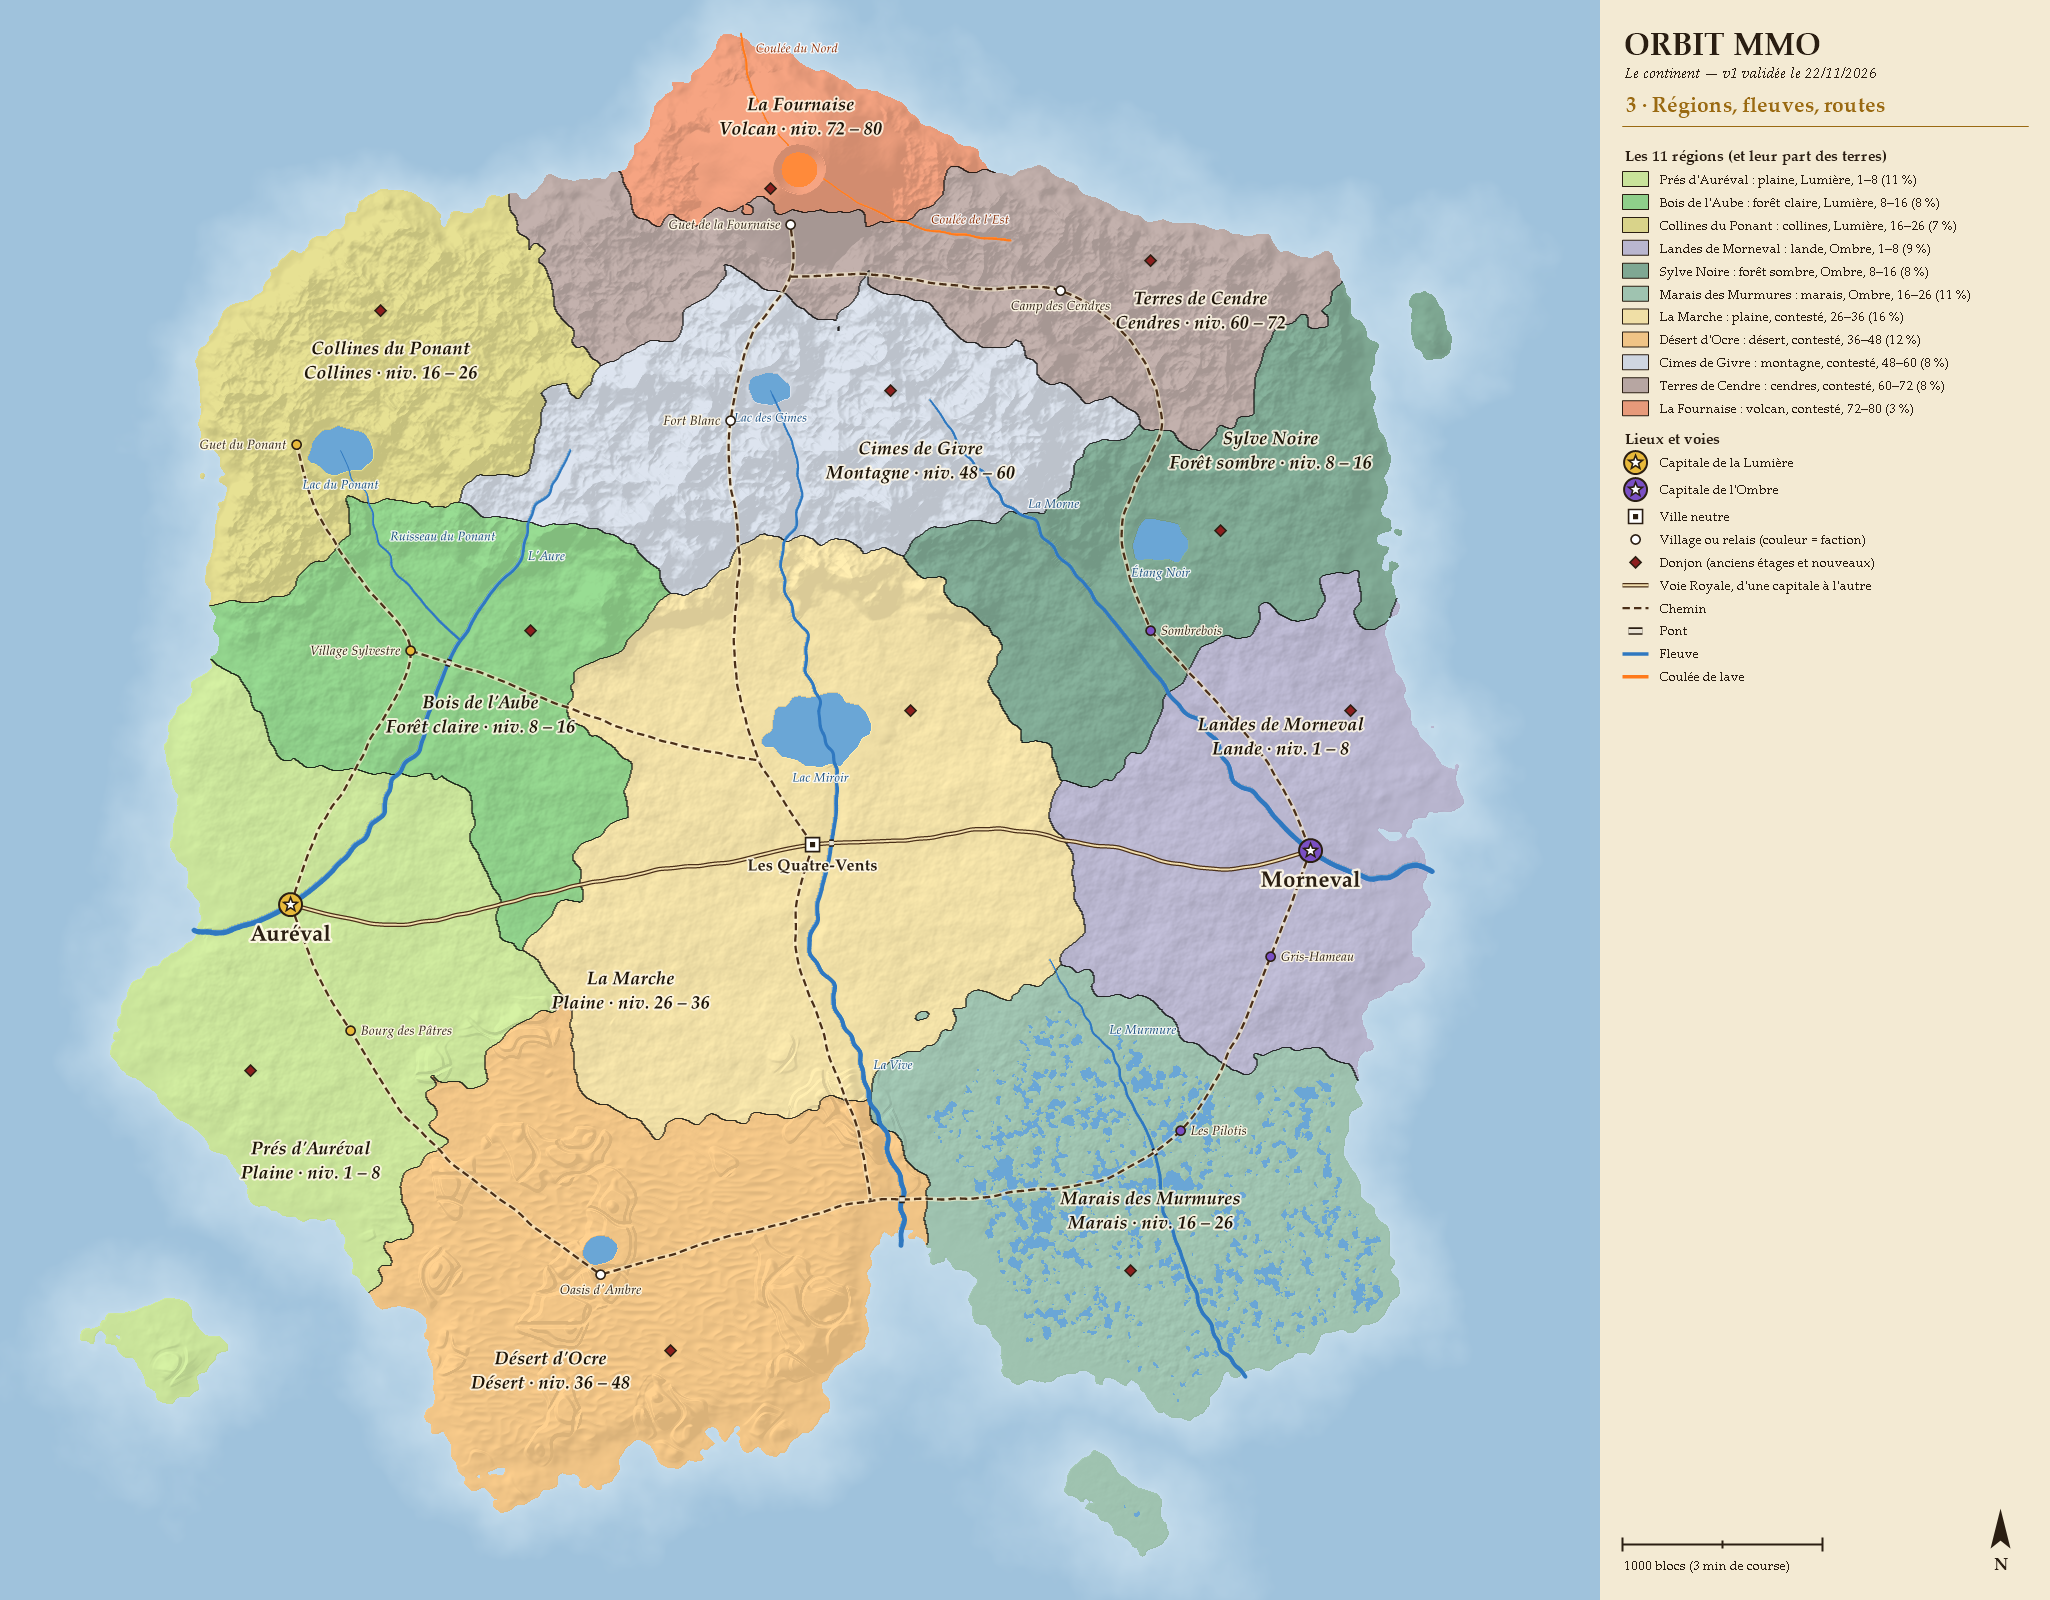 ORBIT MMO
Le continent — v1 validée le 22/11/2026
3 · Régions, fleuves, routes
Les 11 régions (et leur part des terres)
Prés d'Auréval : plaine, Lumière, 1–8 (11 %)
Bois de l'Aube : forêt claire, Lumière, 8–16 (8 %)
Collines du Ponant : collines, Lumière, 16–26 (7 %)
Landes de Morneval : lande, Ombre, 1–8 (9 %)
Sylve Noire : forêt sombre, Ombre, 8–16 (8 %)
Marais des Murmures : marais, Ombre, 16–26 (11 %)
La Marche : plaine, contesté, 26–36 (16 %)
Désert d'Ocre : désert, contesté, 36–48 (12 %)
Cimes de Givre : montagne, contesté, 48–60 (8 %)
Terres de Cendre : cendres, contesté, 60–72 (8 %)
La Fournaise : volcan, contesté, 72–80 (3 %)
Lieux et voies
Capitale de la Lumière
Capitale de l'Ombre
Ville neutre
Village ou relais (couleur = faction)
Donjon (anciens étages et nouveaux)
Voie Royale, d'une capitale à l'autre
Chemin
Pont
Fleuve
Coulée de lave
1000 blocs (3 min de course)
N
Coulée du Nord
La Fournaise
Volcan · niv. 72 – 80
Guet de la Fournaise
Coulée de l'Est
Camp des Cendres
Terres de Cendre
Cendres · niv. 60 – 72
Collines du Ponant
Collines · niv. 16 – 26
Guet du Ponant
Lac du Ponant
Fort Blanc
Lac des Cimes
Cimes de Givre
Montagne · niv. 48 – 60
Sylve Noire
Forêt sombre · niv. 8 – 16
La Morne
Ruisseau du Ponant
L'Aure
Étang Noir
Sombrebois
Village Sylvestre
Bois de l'Aube
Forêt claire · niv. 8 – 16
Landes de Morneval
Lande · niv. 1 – 8
Lac Miroir
Les Quatre-Vents
Morneval
Auréval
Gris-Hameau
La Marche
Plaine · niv. 26 – 36
Bourg des Pâtres
Le Murmure
La Vive
Les Pilotis
Prés d'Auréval
Plaine · niv. 1 – 8
Marais des Murmures
Marais · niv. 16 – 26
Oasis d'Ambre
Désert d'Ocre
Désert · niv. 36 – 48